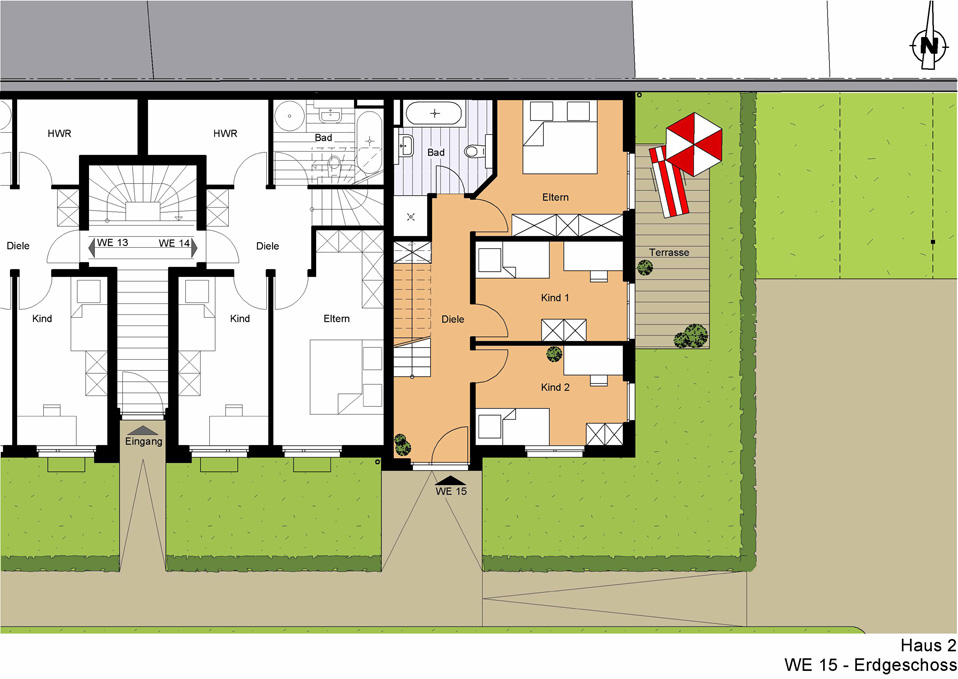 N
HWR
HWR
Bad
Bad
Eltern
WE 13
WE 14
Diele
Diele
Terrasse
Kind
Kind
Eltern
Diele
Kind 1
Kind 2
Eingang
WE 15
Haus 2
WE 15 - Erdgeschoss